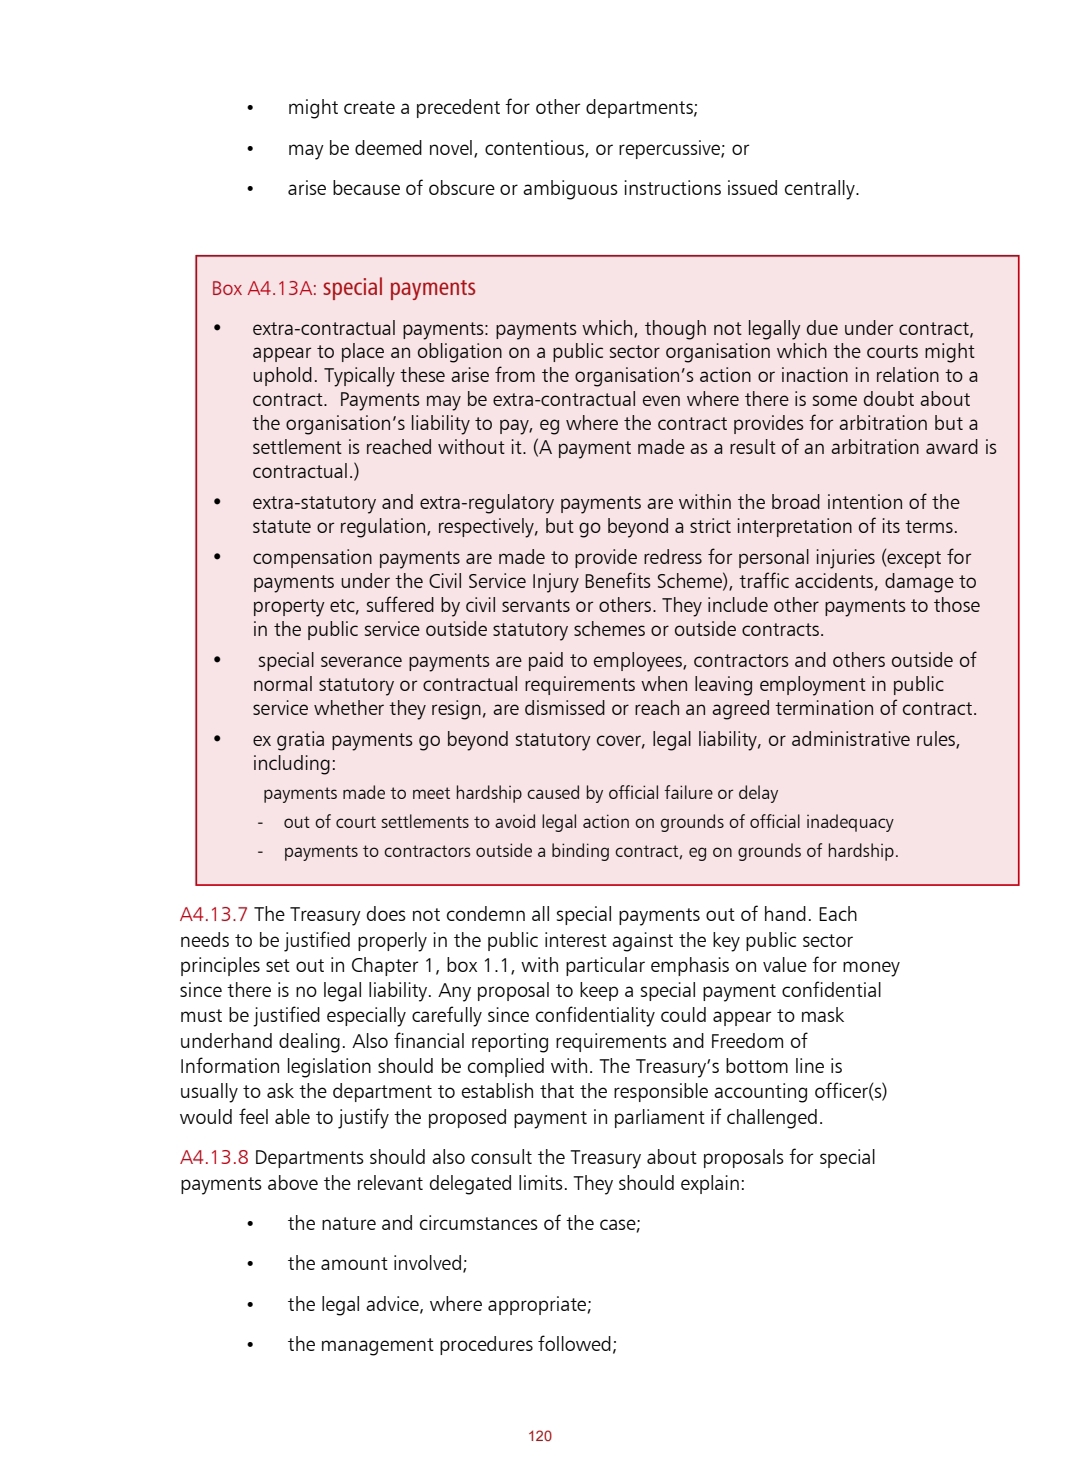 • might create a precedent for other departments;
• may be deemed novel, contentious, or repercussive; or
• arise because of obscure or ambiguous instructions issued centrally.
Box A4.13A: special payments
• extra-contractual payments: payments which, though not legally due under contract,
appear to place an obligation on a public sector organisation which the courts might
uphold. Typically these arise from the organisation’s action or inaction in relation to a
contract.  Payments may be extra-contractual even where there is some doubt about
the organisation’s liability to pay, eg where the contract provides for arbitration but a
settlement is reached without it. (A payment made as a result of an arbitration award is
contractual.)
• extra-statutory and extra-regulatory payments are within the broad intention of the
statute or regulation, respectively, but go beyond a strict interpretation of its terms.
• compensation payments are made to provide redress for personal injuries (except for
payments under the Civil Service Injury Benefits Scheme), traffic accidents, damage to
property etc, suffered by civil servants or others. They include other payments to those
in the public service outside statutory schemes or outside contracts.
• special severance payments are paid to employees, contractors and others outside of
normal statutory or contractual requirements when leaving employment in public
service whether they resign, are dismissed or reach an agreed termination of contract.
• ex gratia payments go beyond statutory cover, legal liability, or administrative rules,
including:
payments made to meet hardship caused by official failure or delay
- out of court settlements to avoid legal action on grounds of official inadequacy
- payments to contractors outside a binding contract, eg on grounds of hardship.
A4.13.7 The Treasury does not condemn all special payments out of hand. Each
needs to be justified properly in the public interest against the key public sector
principles set out in Chapter 1, box 1.1, with particular emphasis on value for money
since there is no legal liability. Any proposal to keep a special payment confidential
must be justified especially carefully since confidentiality could appear to mask
underhand dealing. Also financial reporting requirements and Freedom of
Information legislation should be complied with. The Treasury’s bottom line is
usually to ask the department to establish that the responsible accounting officer(s)
would feel able to justify the proposed payment in parliament if challenged.
A4.13.8 Departments should also consult the Treasury about proposals for special
payments above the relevant delegated limits. They should explain:
• the nature and circumstances of the case;
• the amount involved;
• the legal advice, where appropriate;
• the management procedures followed;
120